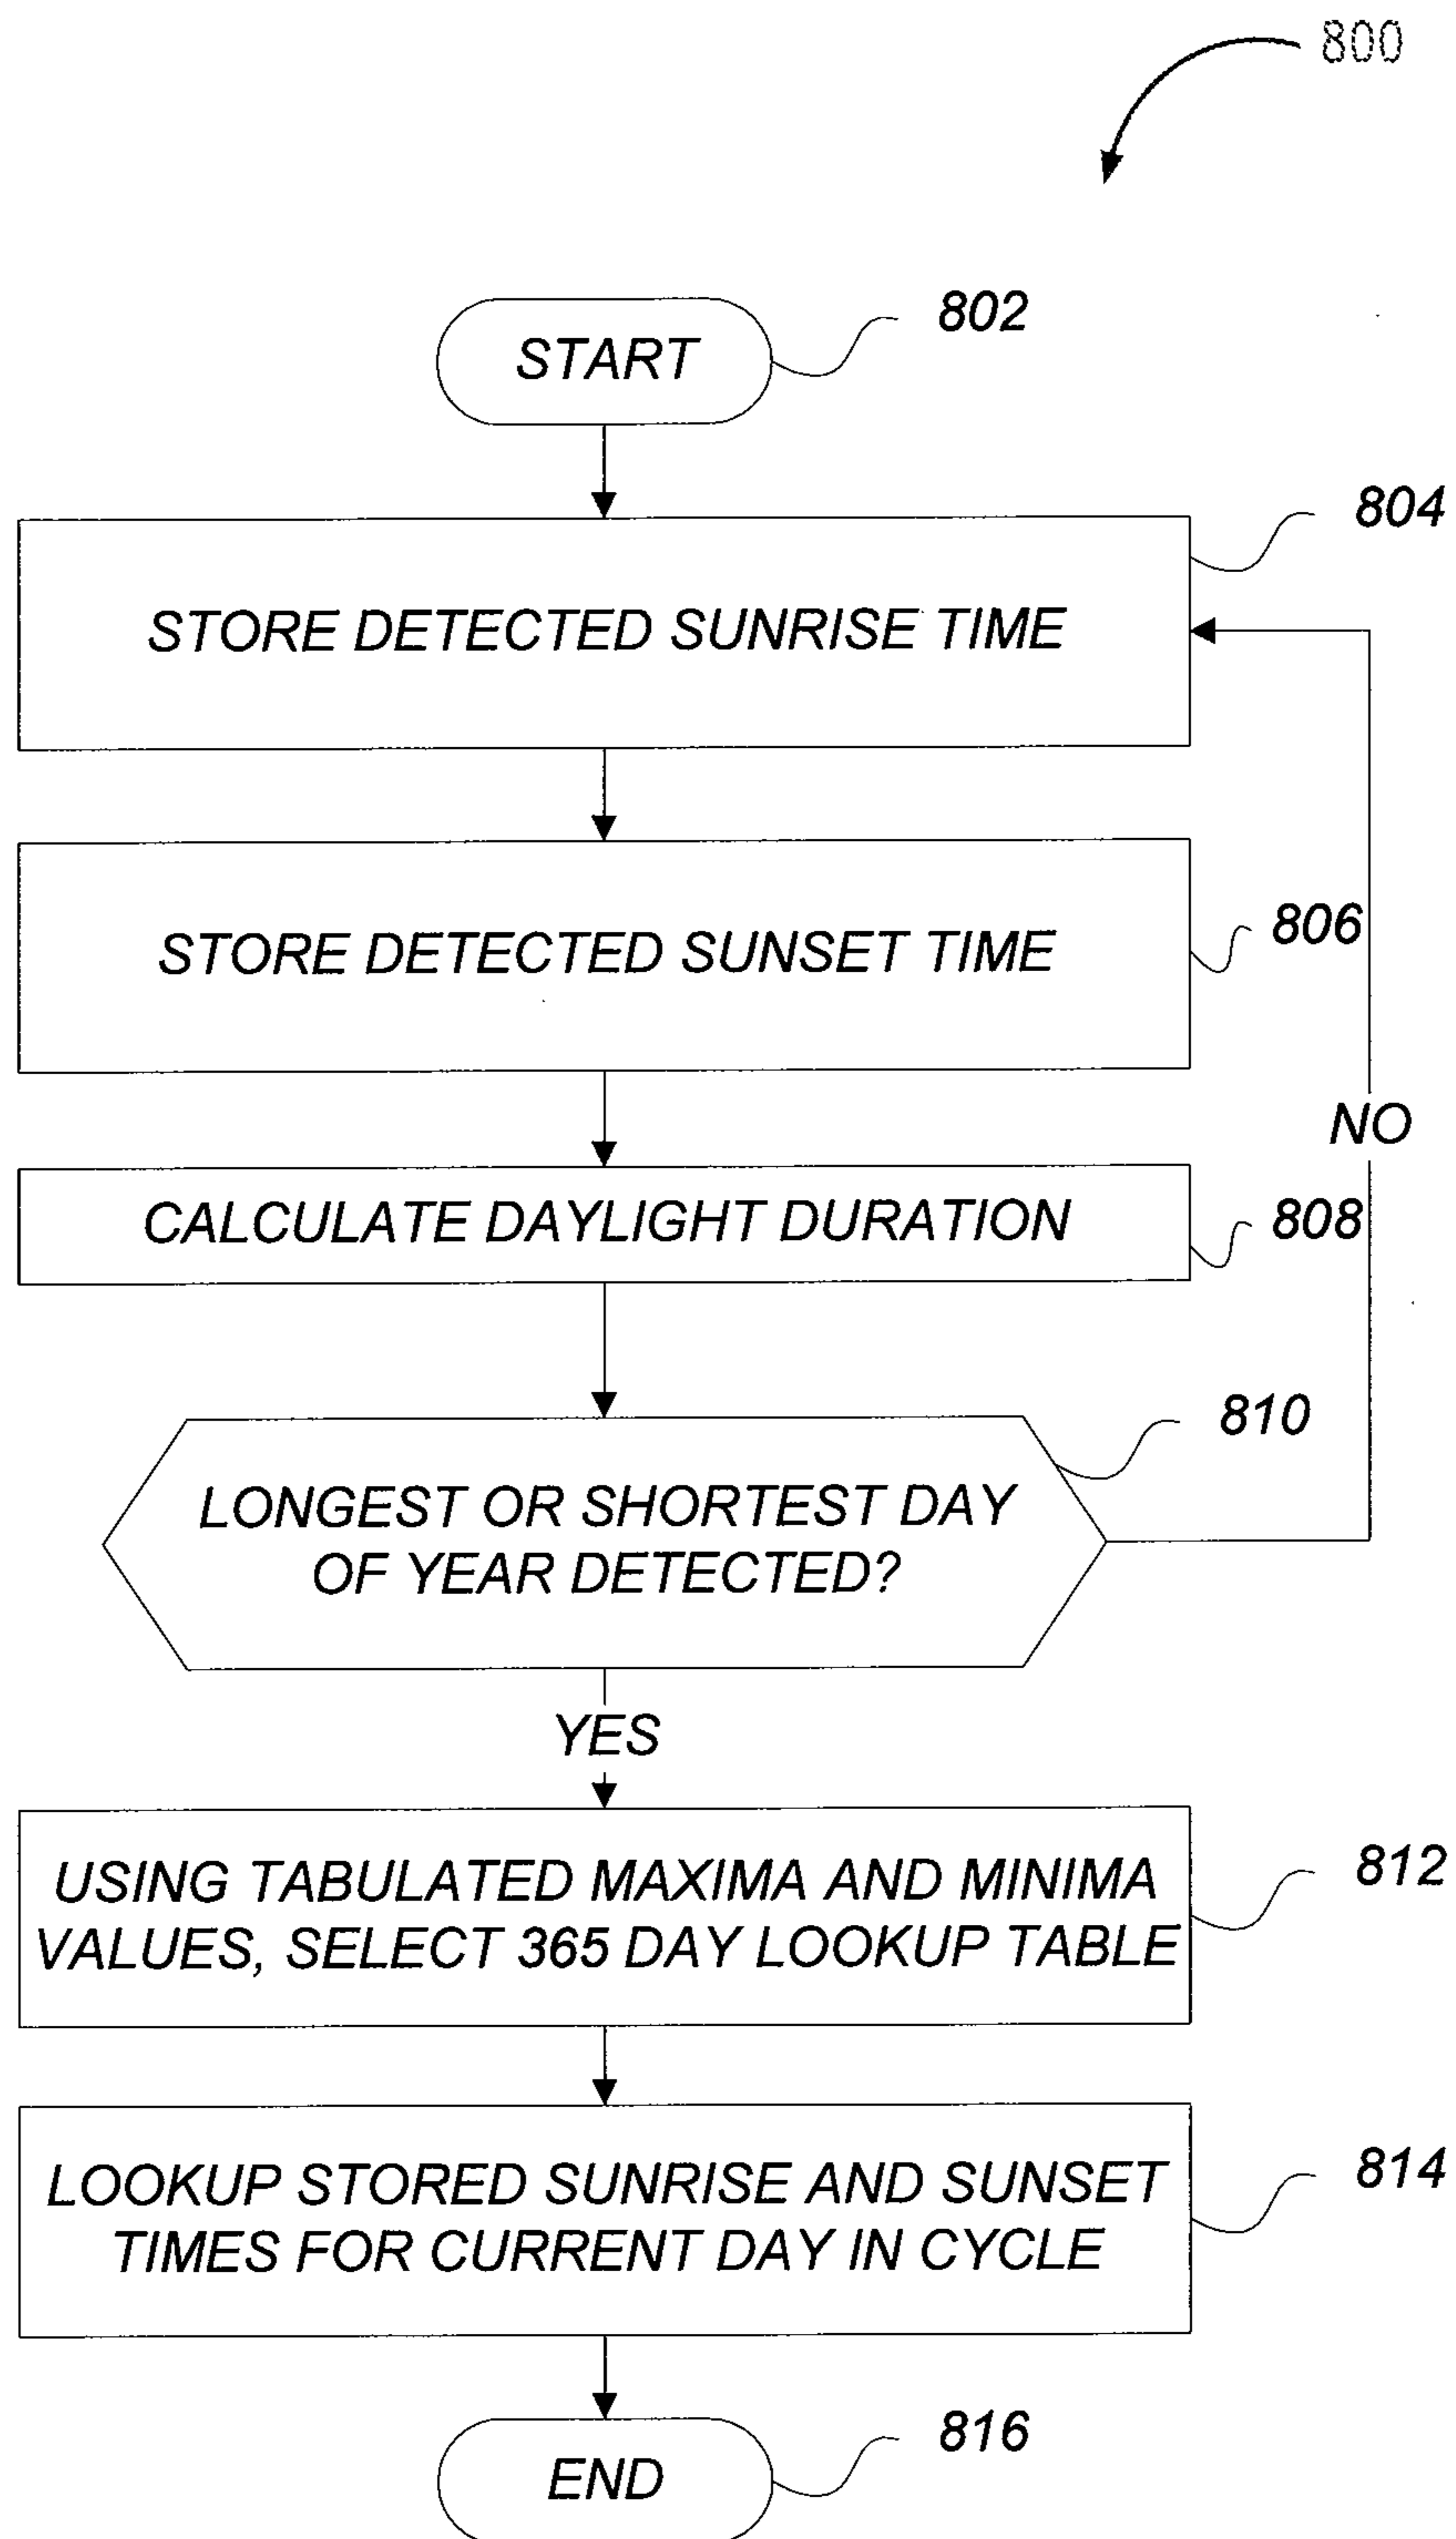 800
START
802
STORE DETECTED SUNRISE TIME
804
STORE DETECTED SUNSET TIME
806
NO
CALCULATE DAYLIGHT DURATION
808
LONGEST OR SHORTEST DAY
OF YEAR DETECTED?
810
YES
USING TABULATED MAXIMA AND MINIMA
VALUES, SELECT 365 DAY LOOKUP TABLE
812
LOOKUP STORED SUNRISE AND SUNSET
TIMES FOR CURRENT DAY IN CYCLE
814
END
816